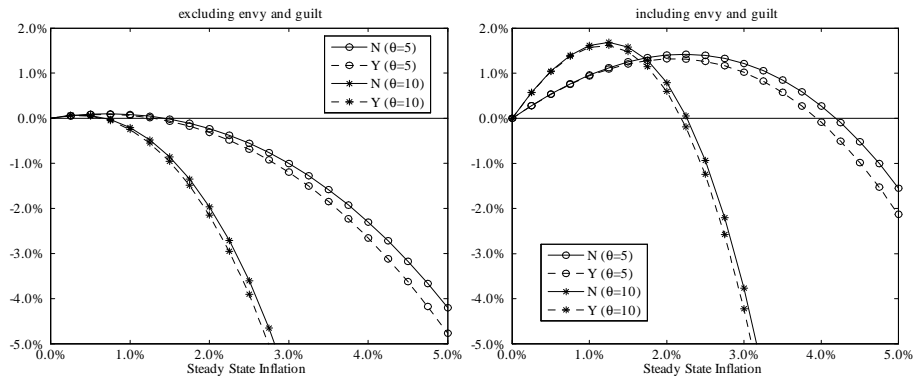 excluding envy and guilt
2.0%
1.0%
0.0%
-1.0%
-2.0%
-3.0%
-4.0%
-5.0%
N (θ=5)
Y (θ=5)
N (θ=10)
Y (θ=10)
0.0% 1.0% 2.0% 3.0% 4.0% 5.0%
Steady State Inflation
including envy and guilt
2.0%
1.0%
0.0%
-1.0%
-2.0%
-3.0%
-4.0%
-5.0%
N (θ=5)
Y (θ=5)
N (θ=10)
Y (θ=10)
0.0% 1.0% 2.0% 3.0% 4.0% 5.0%
Steady State Inflation